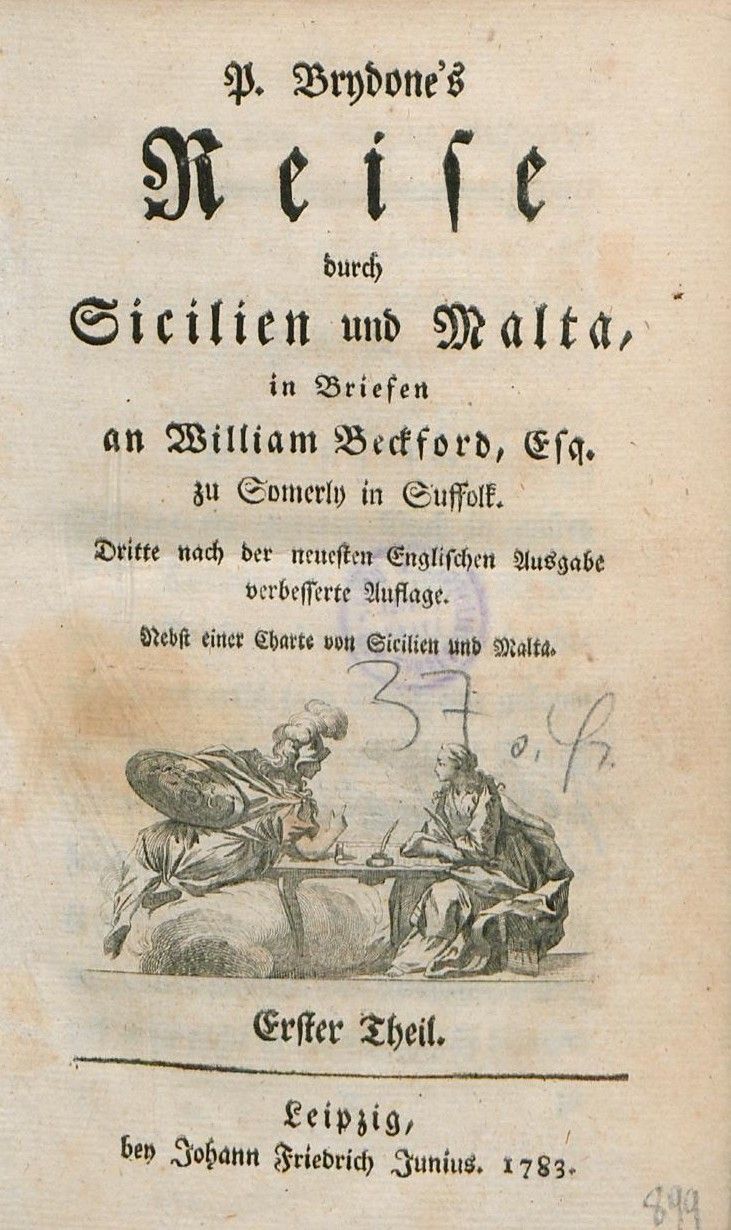 P. Brydone's
Reiſe
durch
Sicilien und Malta,
in Briefen
an William Beckford, Eſq.
zu Somerly in Suffolk.
Dritte nach der neueſten Engliſchen Ausgabe
verbeſſerte Auflage.
Nebſt einer Charte von Sicilien und Malta.
37
Erſter Theil.
Leipzig,
bey Johann Friedrich Junius. 1783.
899